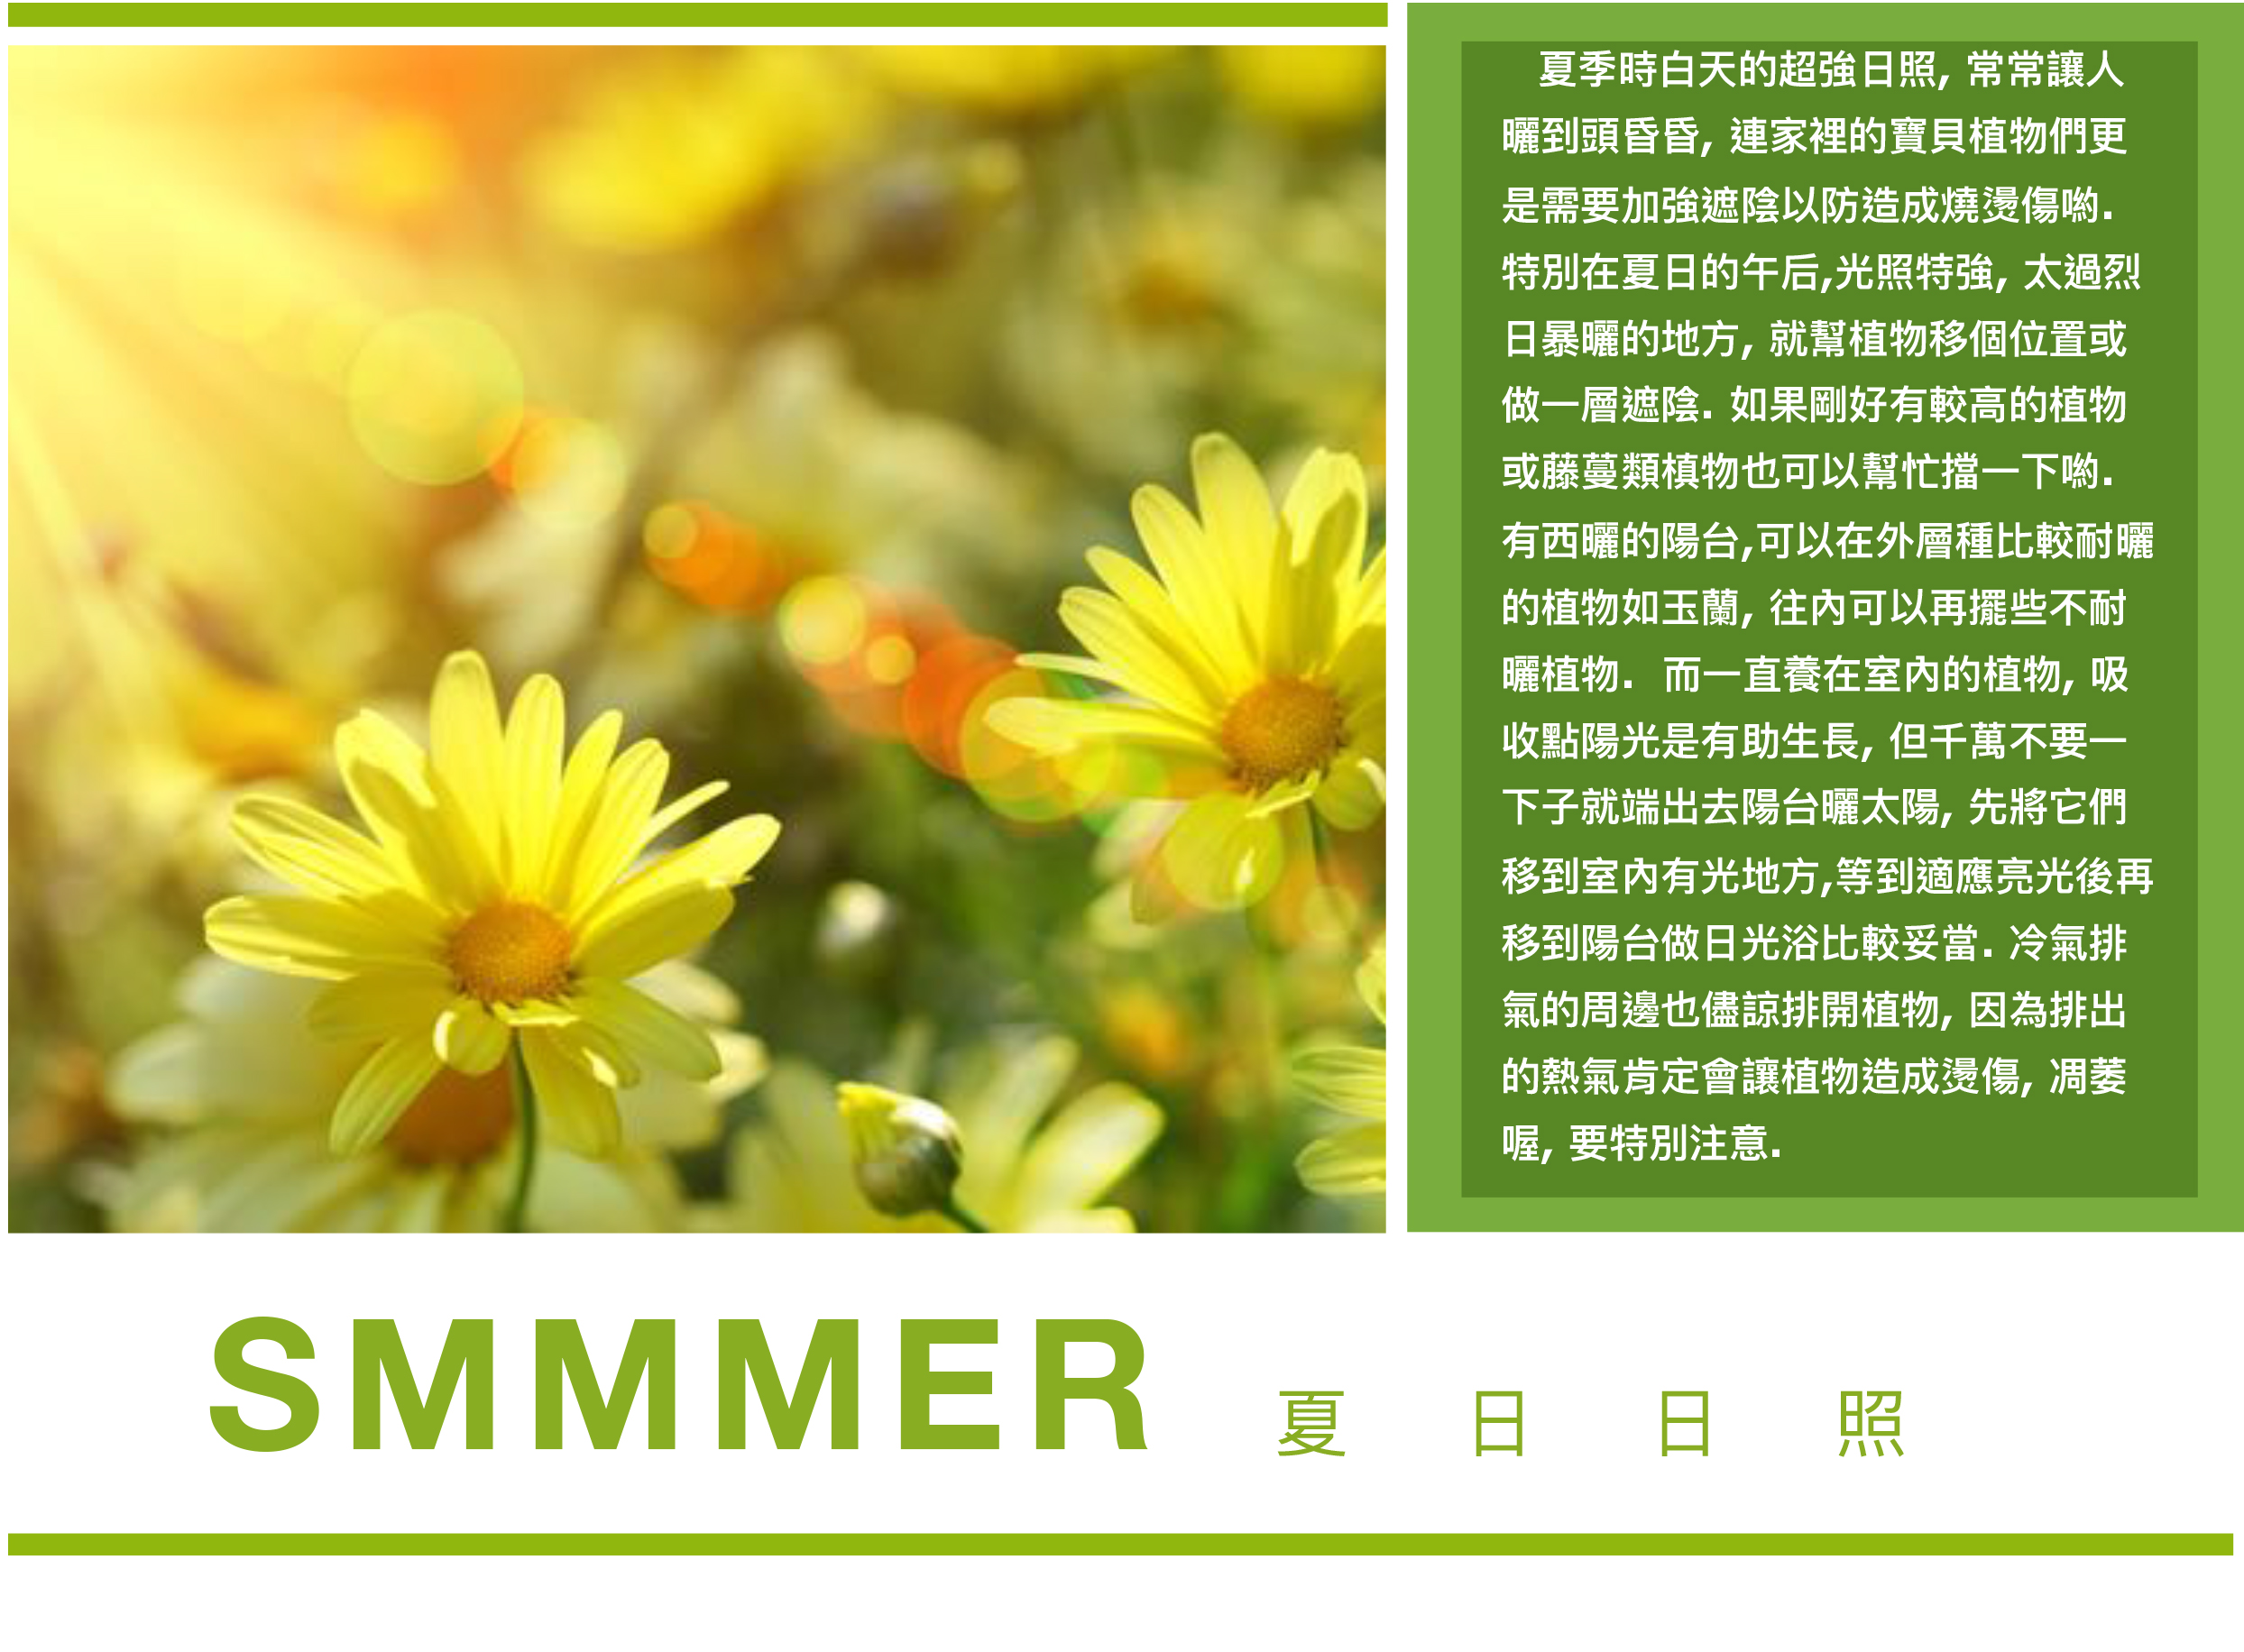 夏季時白天的超強日照, 常常讓人
曬到頭昏昏, 連家裡的寶貝植物們更
是需要加強遮陰以防造成燒燙傷喲.
特別在夏日的午后,光照特強, 太過烈
日暴曬的地方, 就幫植物移個位置或
做一層遮陰. 如果剛好有較高的植物
或藤蔓類槙物也可以幫忙擋一下喲.
有西曬的陽台,可以在外層種比較耐曬
的植物如玉蘭, 往內可以再擺些不耐
曬植物. 而一直養在室內的植物, 吸
收點陽光是有助生長, 但千萬不要一
下子就端出去陽台曬太陽, 先將它們
移到室內有光地方,等到適應亮光後再
移到陽台做日光浴比較妥當. 冷氣排
氣的周邊也儘諒排開植物, 因為排出
的熱氣肯定會讓植物造成燙傷, 凋萎
喔, 要特別注意.
SMMMER 夏日日照